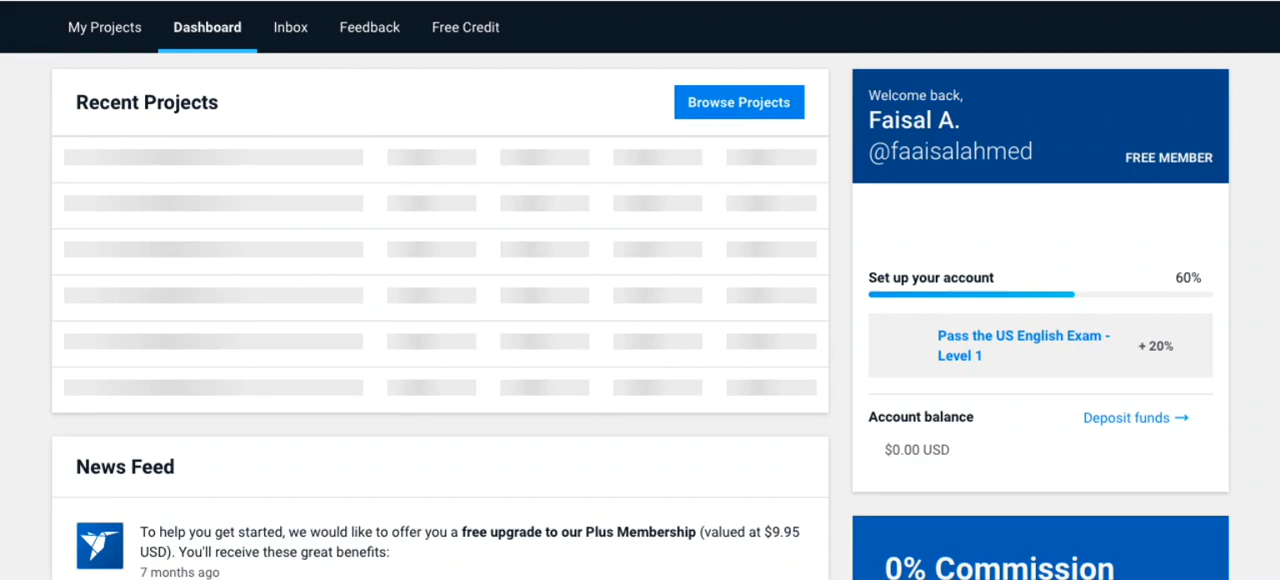 My Projects Dashboard Inbox Feedback Free Credit
Recent Projects
Browse Projects
Welcome back,
Faisal A.
@faaisalahmed
FREE MEMBER
Set up your account 60%
Pass the US English Exam -
Level 1
+ 20%
Account balance Deposit funds →
$0.00 USD
News Feed
To help you get started, we would like to offer you a free upgrade to our Plus Membership (valued at $9.95
USD). You'll receive these great benefits:
7 months ago
0% Commission